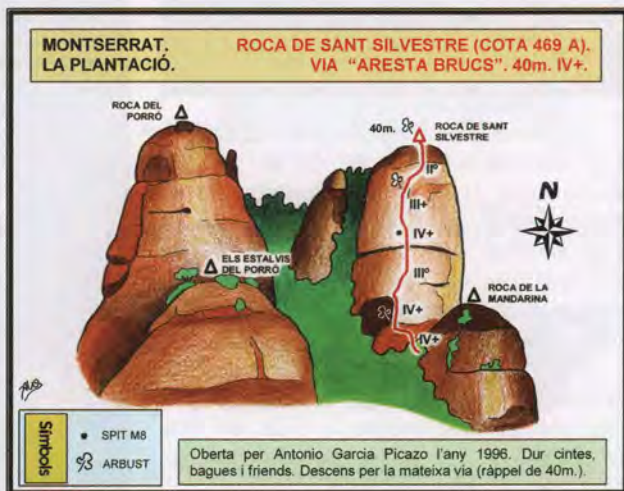 MONTSERRAT.
LA PLANTACIÓ.
ROCA DE SANT SILVESTRE (COTA 469 A).
VIA “ARESTA BRUCS”. 40m. IV+.
ROCA DEL
PORRÓ
40m.
ROCA DE SANT
SILVESTRE
IIº
III+
N
IV+
ELS ESTALVIS
DEL PORRÓ
IIIº
ROCA DE LA
MANDARINA
IV+
IV+
Símbols
SPIT M8
ARBUST
Oberta per Antonio Garcia Picazo l'any 1996. Dur cintes,
bagues i friends. Descens per la mateixa via (ràppel de 40m.).